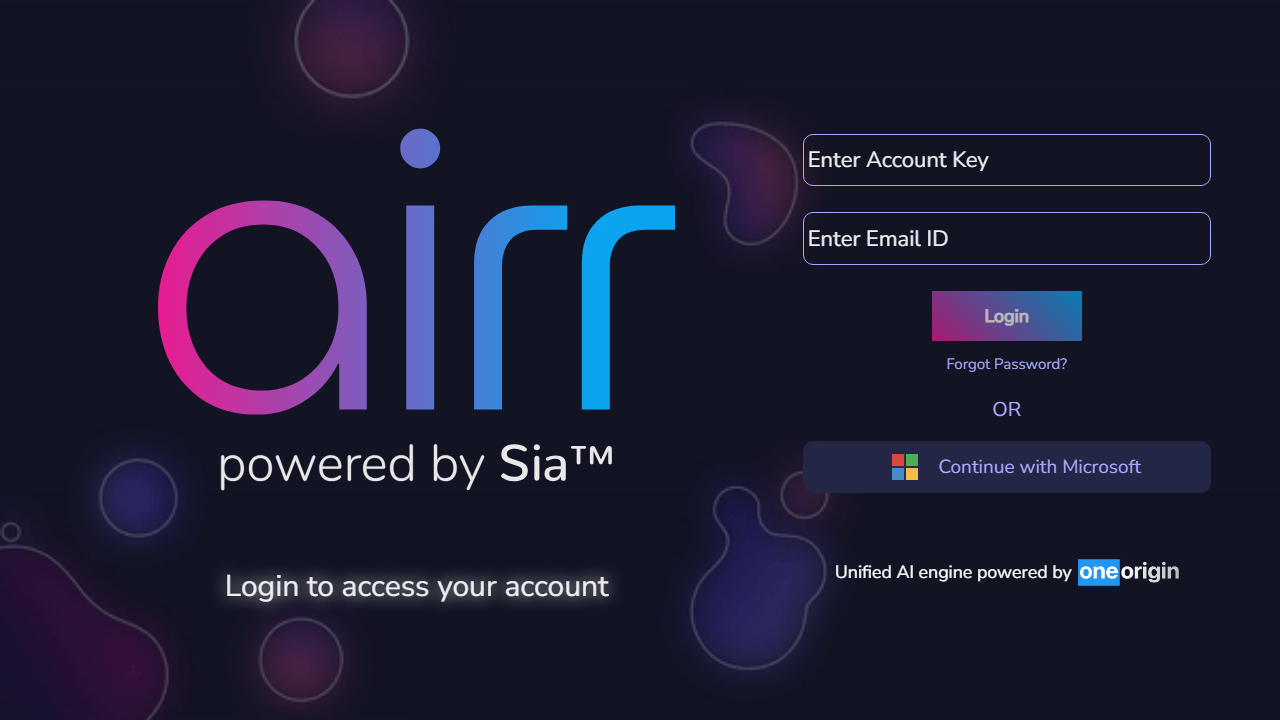 airr
powered by Sia™
Login to access your account
Enter Account Key
Enter Email ID
Login
Forgot Password?
OR
Continue with Microsoft
Unified AI engine powered by oneorigin